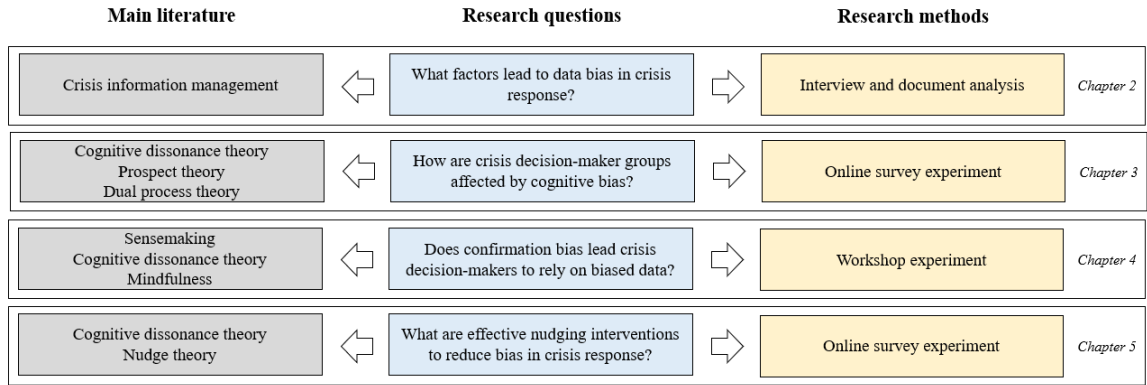 Main literature
Research questions
Research methods
Crisis information management
What factors lead to data bias in crisis
response?
Interview and document analysis
Chapter 2
Cognitive dissonance theory
Prospect theory
Dual process theory
How are crisis decision-maker groups
affected by cognitive bias?
Online survey experiment
Chapter 3
Sensemaking
Cognitive dissonance theory
Mindfulness
Does confirmation bias lead crisis
decision-makers to rely on biased data?
Workshop experiment
Chapter 4
Cognitive dissonance theory
Nudge theory
What are effective nudging interventions
to reduce bias in crisis response?
Online survey experiment
Chapter 5